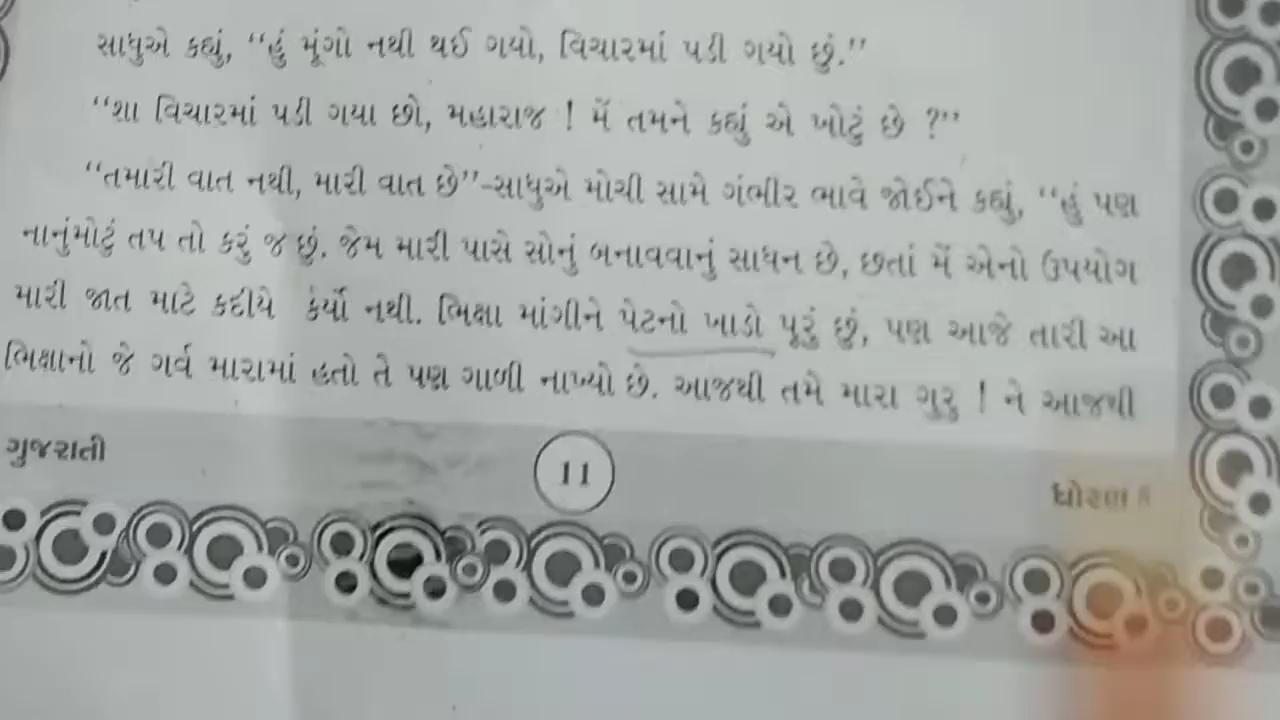 સાધુએ કહ્યું, “હું મૂંગો નથી થઈ ગયો, વિચારમાં પડી ગયો છું.”
“શા વિચારમાં પડી ગયા છો, મહારાજ ! મેં તમને કહ્યું એ ખોટું છે ?”
“તમારી વાત નથી, મારી વાત છે”-સાધુએ મોચી સામે ગંભીર ભાવે જોઈને કહ્યું, “હું પણ
નાનુંમોટું તપ તો કરું જ છું. જેમ મારી પાસે સોનું બનાવવાનું સાધન છે, છતાં મેં એનો ઉપયોગ
મારી જાત માટે કદીયે કર્યો નથી. ભિક્ષા માંગીને પેટનો ખાડો પૂરું છું, પણ આજે તારી આ
ભિક્ષાનો જે ગર્વ મારામાં હતો તે પણ ગાળી નાખ્યો છે. આજથી તમે મારા ગુરુ ! ને આજથી
ગુજરાતી
11
ધોરણ